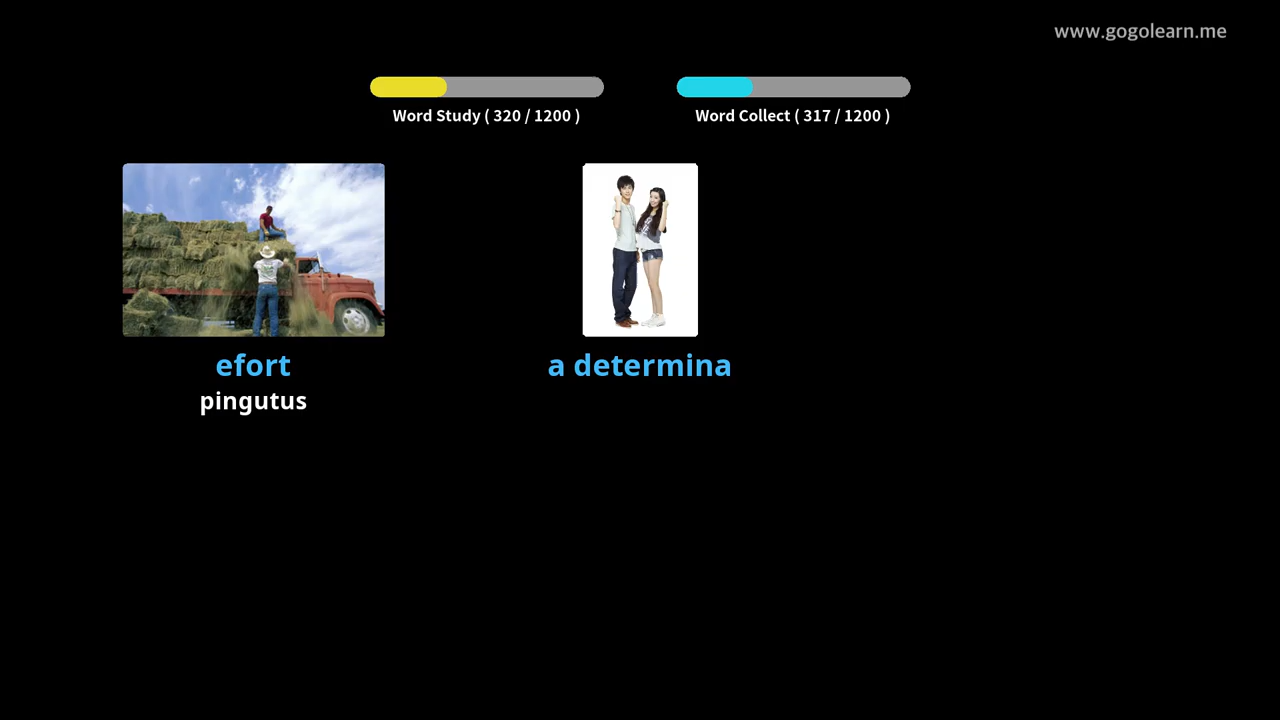 www.gogolearn.me
Word Study ( 320 / 1200 )
Word Collect ( 317 / 1200 )
efort
pingutus
a determina